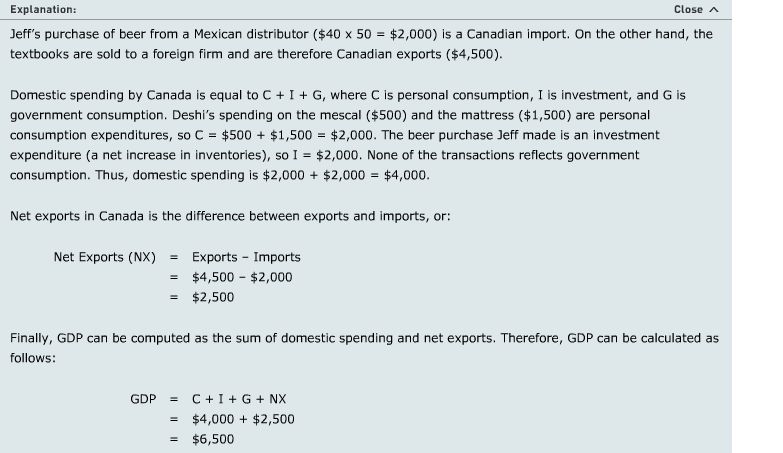 Explanation:
Close ^
Jeff's purchase of beer from a Mexican distributor ($40 x 50 = $2,000) is a Canadian import. On the other hand, the
textbooks are sold to a foreign firm and are therefore Canadian exports ($4,500).
Domestic spending by Canada is equal to C + I + G, where C is personal consumption, I is investment, and G is
government consumption. Deshi's spending on the mescal ($500) and the mattress ($1,500) are personal
consumption expenditures, so C = $500 + $1,500 = $2,000. The beer purchase Jeff made is an investment
expenditure (a net increase in inventories), so I = $2,000. None of the transactions reflects government
consumption. Thus, domestic spending is $2,000 + $2,000 = $4,000.
Net exports in Canada is the difference between exports and imports, or:
Net Exports (NX) = Exports – Imports
= $4,500 – $2,000
= $2,500
Finally, GDP can be computed as the sum of domestic spending and net exports. Therefore, GDP can be calculated as
follows:
GDP = C + I + G + NX
= $4,000 + $2,500
= $6,500